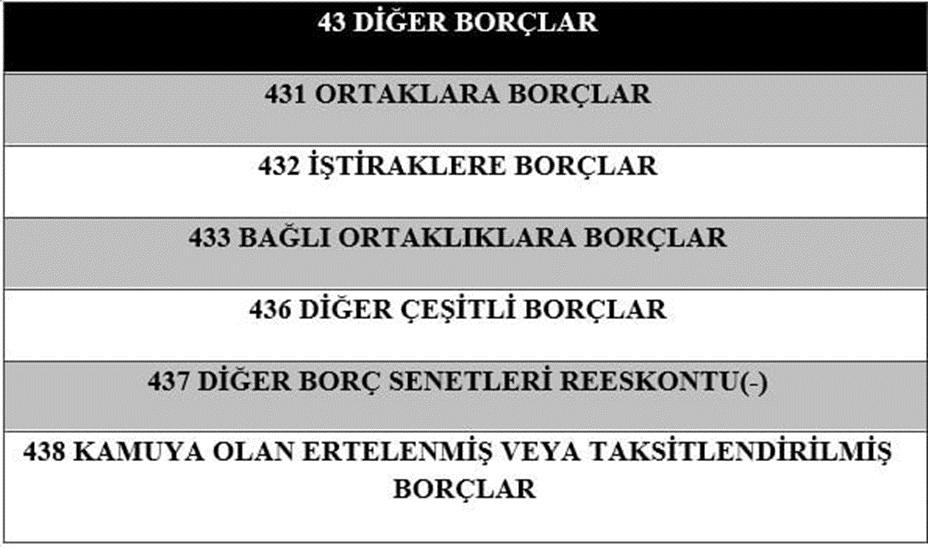 43 DİĞER BORÇLAR
431 ORTAKLARA BORÇLAR
432 İŞTİRAKLERE BORÇLAR
433 BAĞLI ORTAKLIKLARA BORÇLAR
436 DİĞER ÇEŞİTLİ BORÇLAR
437 DİĞER BORÇ SENETLERİ REESKONTU(-)
438 KAMUYA OLAN ERTELENMİŞ VEYA TAKSİTLENDİRİLMİŞ
BORÇLAR